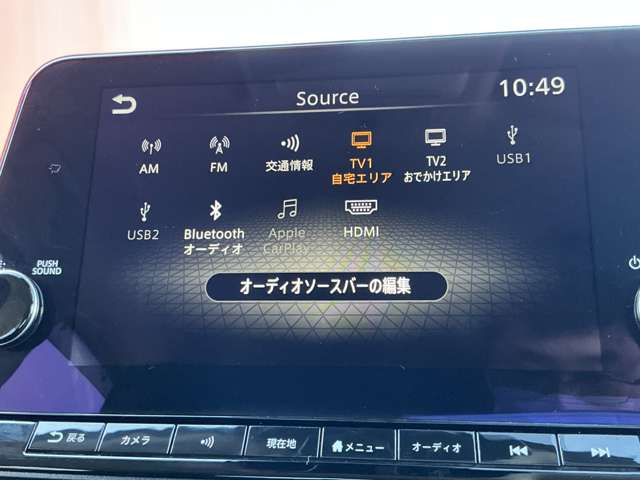 Source
10:49
AM
FM
交通情報
TV1
自宅エリア
TV2
おでかけエリア
USB1
USB2
Bluetooth
オーディオ
Apple
CarPlay
HDMI
オーディオソースバーの編集
PUSH
SOUND
戻る
カメラ
現在地
メニュー
オーディオ